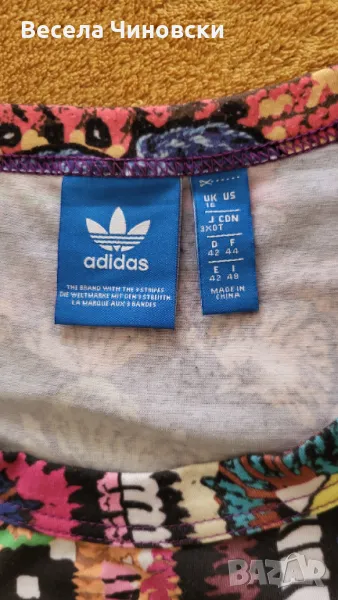 Весела Чиновски
adidas
THE BRAND WITH THE 3 STRIPES
DIE WELTMARKE MIT DEN 3 STREIFEN
LA MARQUE AUX 3 BANDES
UK US
16
J CDN
D F
42 44
E I
42 48
MADE IN
CHINA
BAZAR